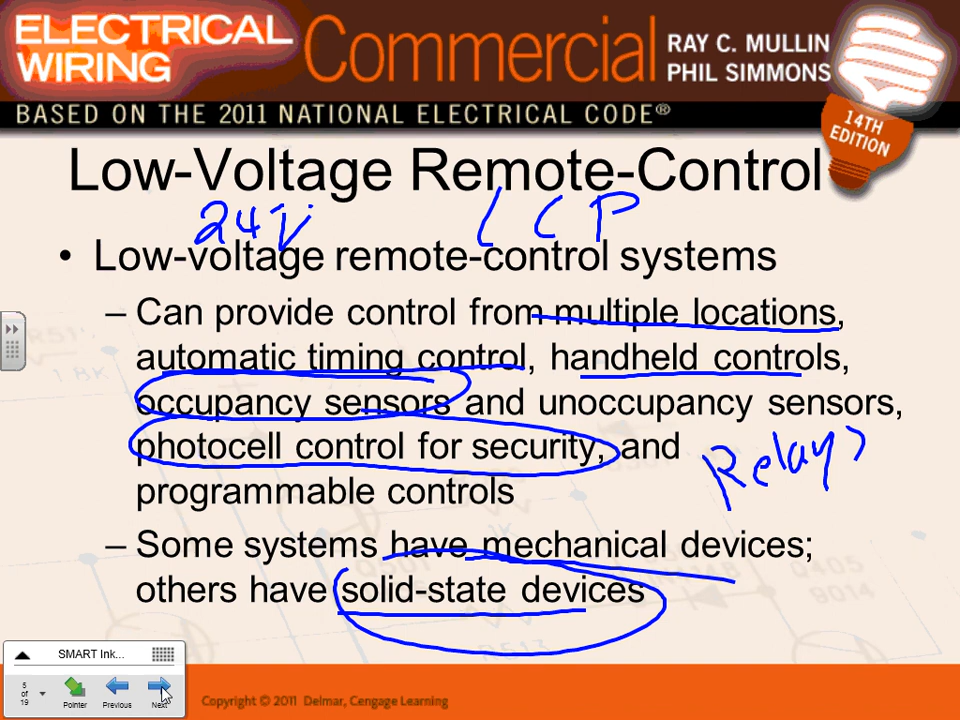 ELECTRICAL
WIRING
Commercial
RAY C. MULLIN
PHIL SIMMONS
BASED ON THE 2011 NATIONAL ELECTRICAL CODE®
14TH
EDITION
Low-Voltage Remote-Control
24V
LCP
• Low-voltage remote-control systems
– Can provide control from multiple locations,
automatic timing control, handheld controls,
occupancy sensors and unoccupancy sensors,
photocell control for security, and
programmable controls
Relays
– Some systems have mechanical devices;
others have solid-state devices
SMART Ink...
5
of
19
Pointer
Previous
Next
Copyright © 2011 Delmar, Cengage Learning